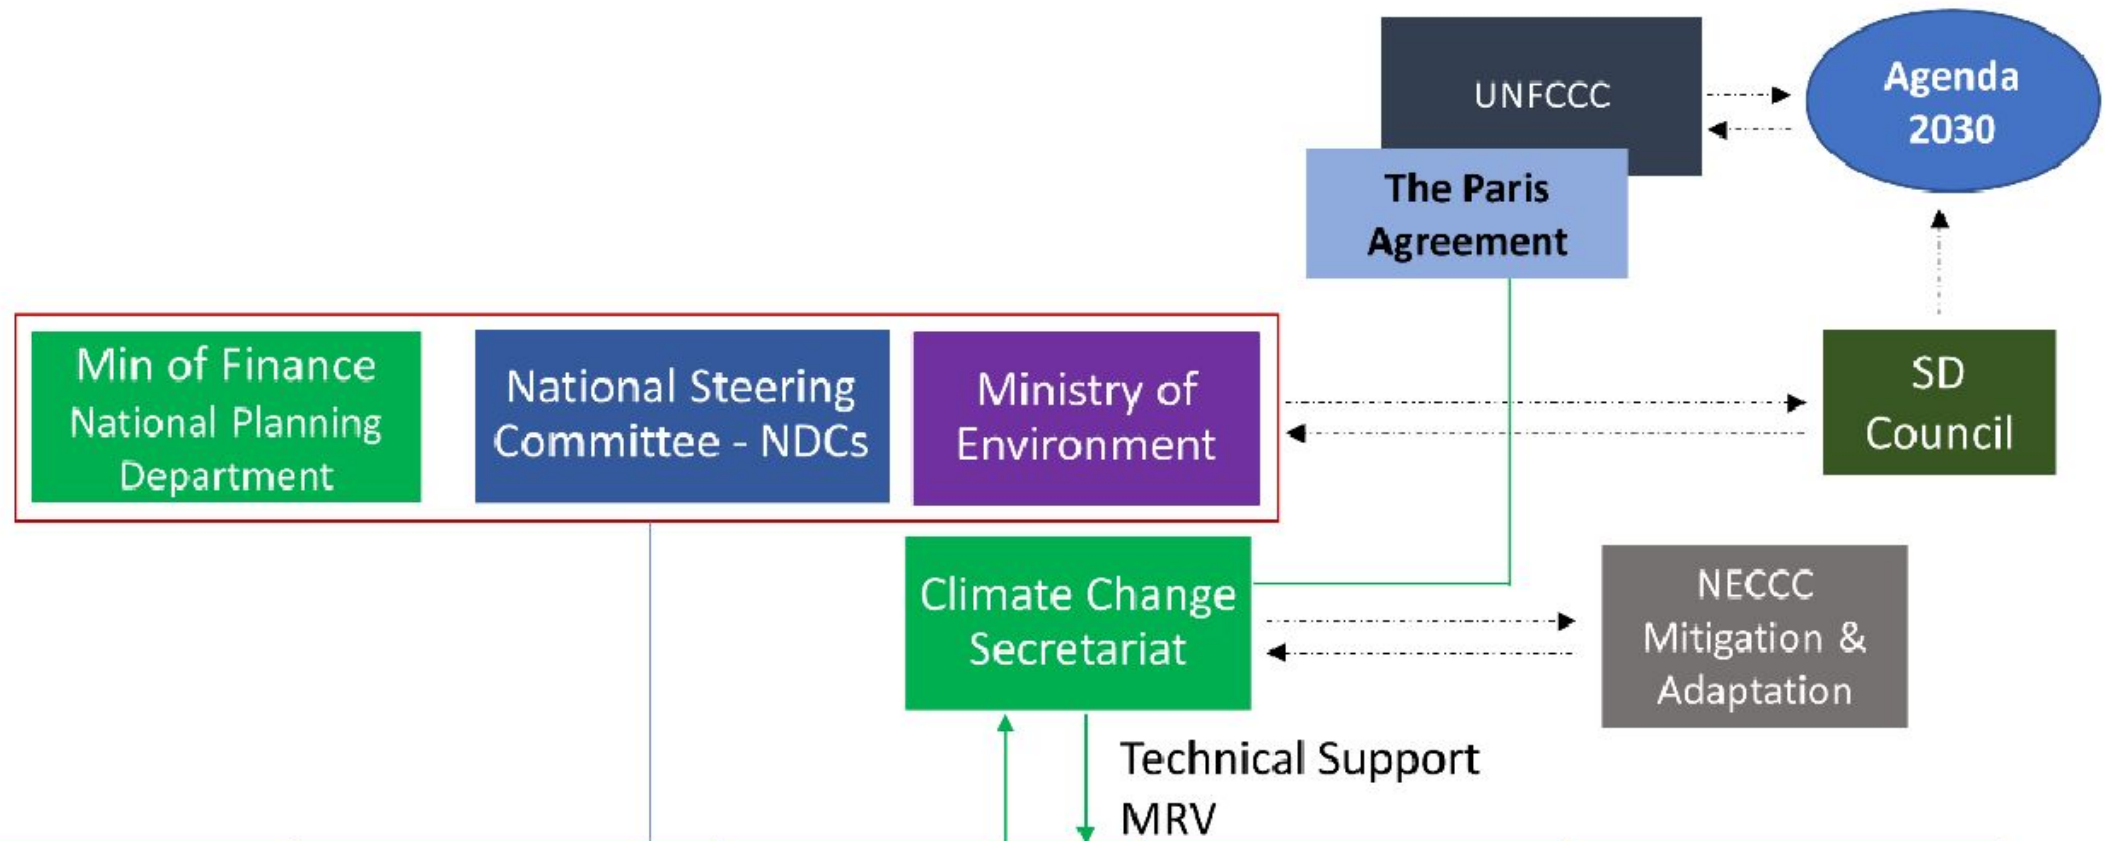 UNFCCC
Agenda
2030
The Paris
Agreement
Min of Finance
National Planning
Department
National Steering
Committee - NDCs
Ministry of
Environment
SD
Council
Climate Change
Secretariat
NECCC
Mitigation &
Adaptation
Technical Support
MRV